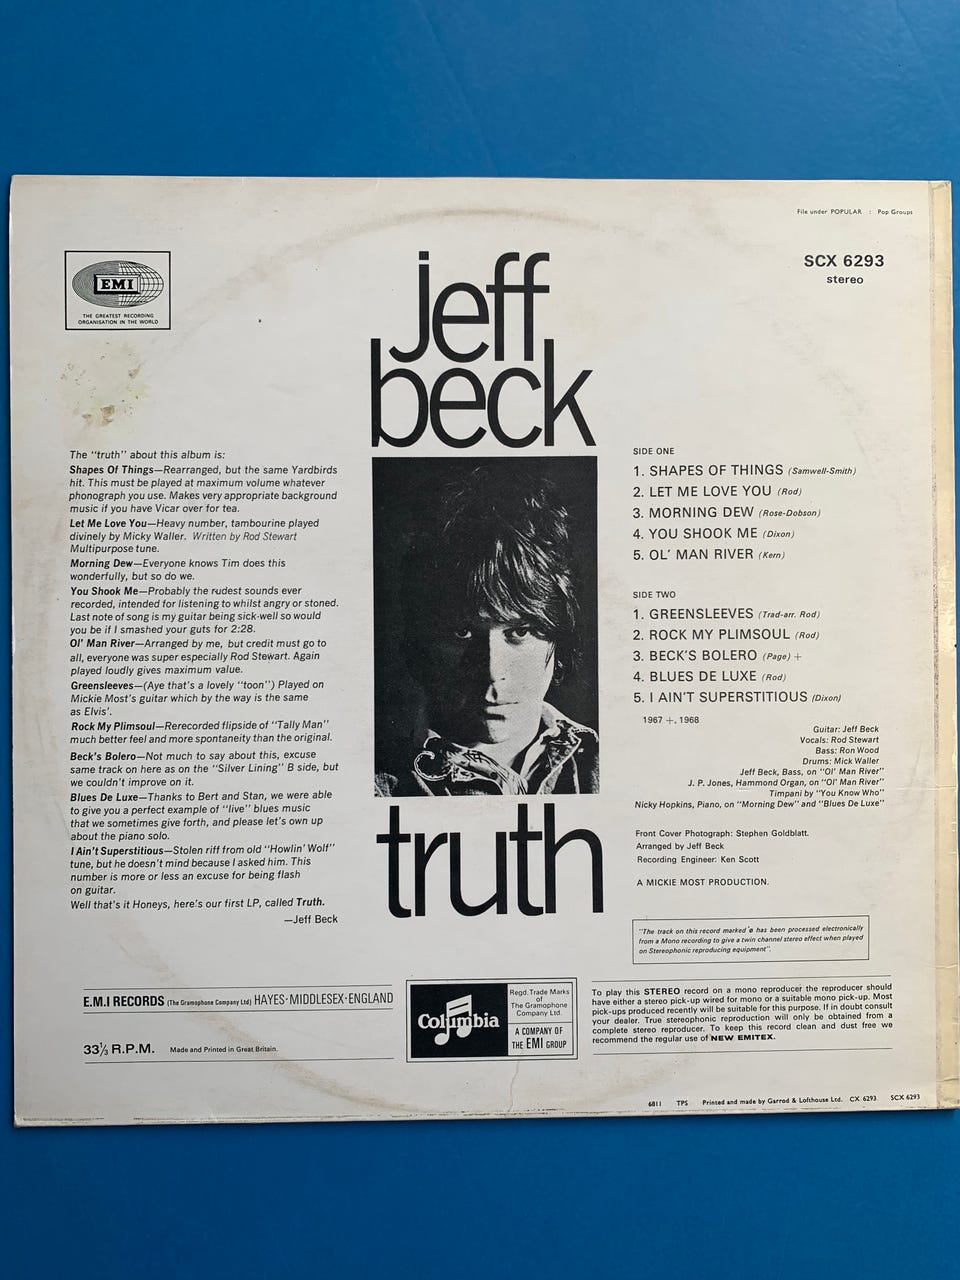 File under POPULAR : Pop Groups
SCX 6293
stereo
EMI
THE GREATEST RECORDING
ORGANISATION IN THE WORLD
jeff
beck
truth
The "truth" about this album is:
Shapes Of Things—Rearranged, but the same Yardbirds
hit. This must be played at maximum volume whatever
phonograph you use. Makes very appropriate background
music if you have Vicar over for tea.
Let Me Love You—Heavy number, tambourine played
divinely by Micky Waller. Written by Rod Stewart
Multipurpose tune.
Morning Dew—Everyone knows Tim does this
wonderfully, but so do we.
You Shook Me—Probably the rudest sounds ever
recorded, intended for listening to whilst angry or stoned.
Last note of song is my guitar being sick-well so would
you be if I smashed your guts for 2:28.
Ol' Man River—Arranged by me, but credit must go to
all, everyone was super especially Rod Stewart. Again
played loudly gives maximum value.
Greensleeves—(Aye that's a lovely "toon") Played on
Mickie Most's guitar which by the way is the same
as Elvis'.
Rock My Plimsoul—Rerecorded flipside of "Tally Man"
much better feel and more spontaneity than the original.
Beck's Bolero—Not much to say about this, excuse
same track on here as on the "Silver Lining" B side, but
we couldn't improve on it.
Blues De Luxe—Thanks to Bert and Stan, we were able
to give you a perfect example of "live" blues music
that we sometimes give forth, and please let's own up
about the piano solo.
I Ain't Superstitious—Stolen riff from old "Howlin' Wolf"
tune, but he doesn't mind because I asked him. This
number is more or less an excuse for being flash
on guitar.
Well that's it Honeys, here's our first LP, called Truth.
—Jeff Beck
SIDE ONE
1. SHAPES OF THINGS (Samwell-Smith)
2. LET ME LOVE YOU (Rod)
3. MORNING DEW (Rose-Dobson)
4. YOU SHOOK ME (Dixon)
5. OL' MAN RIVER (Kern)
SIDE TWO
1. GREENSLEEVES (Trad-arr. Rod)
2. ROCK MY PLIMSOUL (Rod)
3. BECK'S BOLERO (Page) +
4. BLUES DE LUXE (Rod)
5. I AIN'T SUPERSTITIOUS (Dixon)
1967 +, 1968
Guitar: Jeff Beck
Vocals: Rod Stewart
Bass: Ron Wood
Drums: Mick Waller
Jeff Beck, Bass, on "Ol' Man River"
J. P. Jones, Hammond Organ, on "Ol' Man River"
Timpani by "You Know Who"
Nicky Hopkins, Piano, on "Morning Dew" and "Blues De Luxe"
Front Cover Photograph: Stephen Goldblatt.
Arranged by Jeff Beck
Recording Engineer: Ken Scott
A MICKIE MOST PRODUCTION.
"The track on this record marked ø has been processed electronically
from a Mono recording to give a twin channel stereo effect when played
on Stereophonic reproducing equipment".
E.M.I RECORDS (The Gramophone Company Ltd) HAYES·MIDDLESEX·ENGLAND
33⅓ R.P.M. Made and Printed in Great Britain.
Columbia
Regd. Trade Marks
of
The Gramophone
Company Ltd.
A COMPANY OF
THE EMI GROUP
To play this STEREO record on a mono reproducer the reproducer should
have either a stereo pick-up wired for mono or a suitable mono pick-up. Most
pick-ups produced recently will be suitable for this purpose. If in doubt consult
your dealer. True stereophonic reproduction will only be obtained from a
complete stereo reproducer. To keep this record clean and dust free we
recommend the regular use of NEW EMITEX.
6811 TPS Printed and made by Garrod & Lofthouse Ltd. CX 6293 SCX 6293